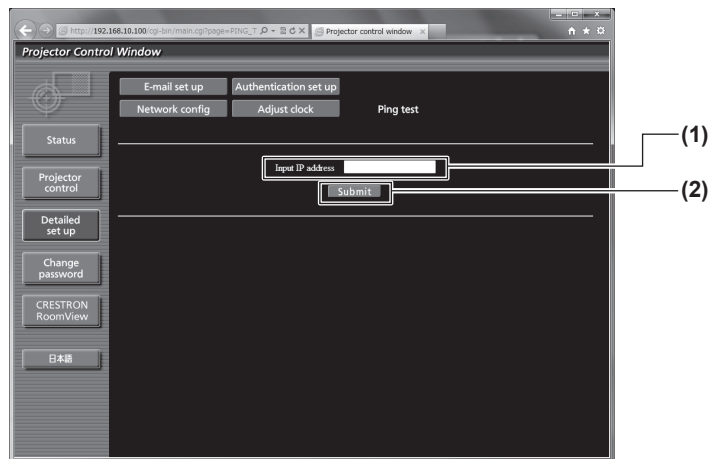 http://192.168.10.100/cgi-bin/main.cgi?page=PING_T
Projector control window
Projector Control Window
E-mail set up
Authentication set up
Network config
Adjust clock
Ping test
Status
Projector
control
Detailed
set up
Change
password
CRESTRON
RoomView
日本語
Input IP address
Submit
(1)
(2)